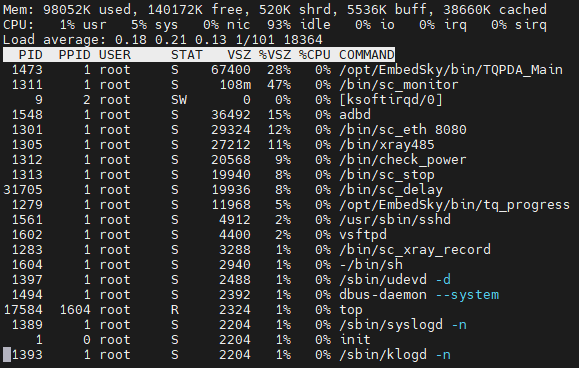 Mem: 98052K used, 140172K free, 520K shrd, 5536K buff, 38660K cached
CPU:   1% usr   5% sys   0% nic  93% idle   0% io   0% irq   0% sirq
Load average: 0.18 0.21 0.13 1/101 18364
  PID  PPID USER     STAT   VSZ %VSZ %CPU COMMAND
 1473     1 root     S    67400  28%   0% /opt/EmbedSky/bin/TQPDA_Main
 1311     1 root     S     108m  47%   0% /bin/sc_monitor
    9     2 root     SW       0   0%   0% [ksoftirqd/0]
 1548     1 root     S    36492  15%   0% adbd
 1301     1 root     S    29324  12%   0% /bin/sc_eth 8080
 1305     1 root     S    27212  11%   0% /bin/xray485
 1312     1 root     S    20568   9%   0% /bin/check_power
 1313     1 root     S    19940   8%   0% /bin/sc_stop
31705     1 root     S    19936   8%   0% /bin/sc_delay
 1279     1 root     S    11968   5%   0% /opt/EmbedSky/bin/tq_progress
 1561     1 root     S     4912   2%   0% /usr/sbin/sshd
 1602     1 root     S     4400   2%   0% vsftpd
 1283     1 root     S     3288   1%   0% /bin/sc_xray_record
 1604     1 root     S     2940   1%   0% -/bin/sh
 1397     1 root     S     2488   1%   0% /sbin/udevd -d
 1494     1 root     S     2392   1%   0% dbus-daemon --system
17584  1604 root     R     2324   1%   0% top
 1389     1 root     S     2204   1%   0% /sbin/syslogd -n
    1     0 root     S     2204   1%   0% init
 1393     1 root     S     2204   1%   0% /sbin/klogd -n